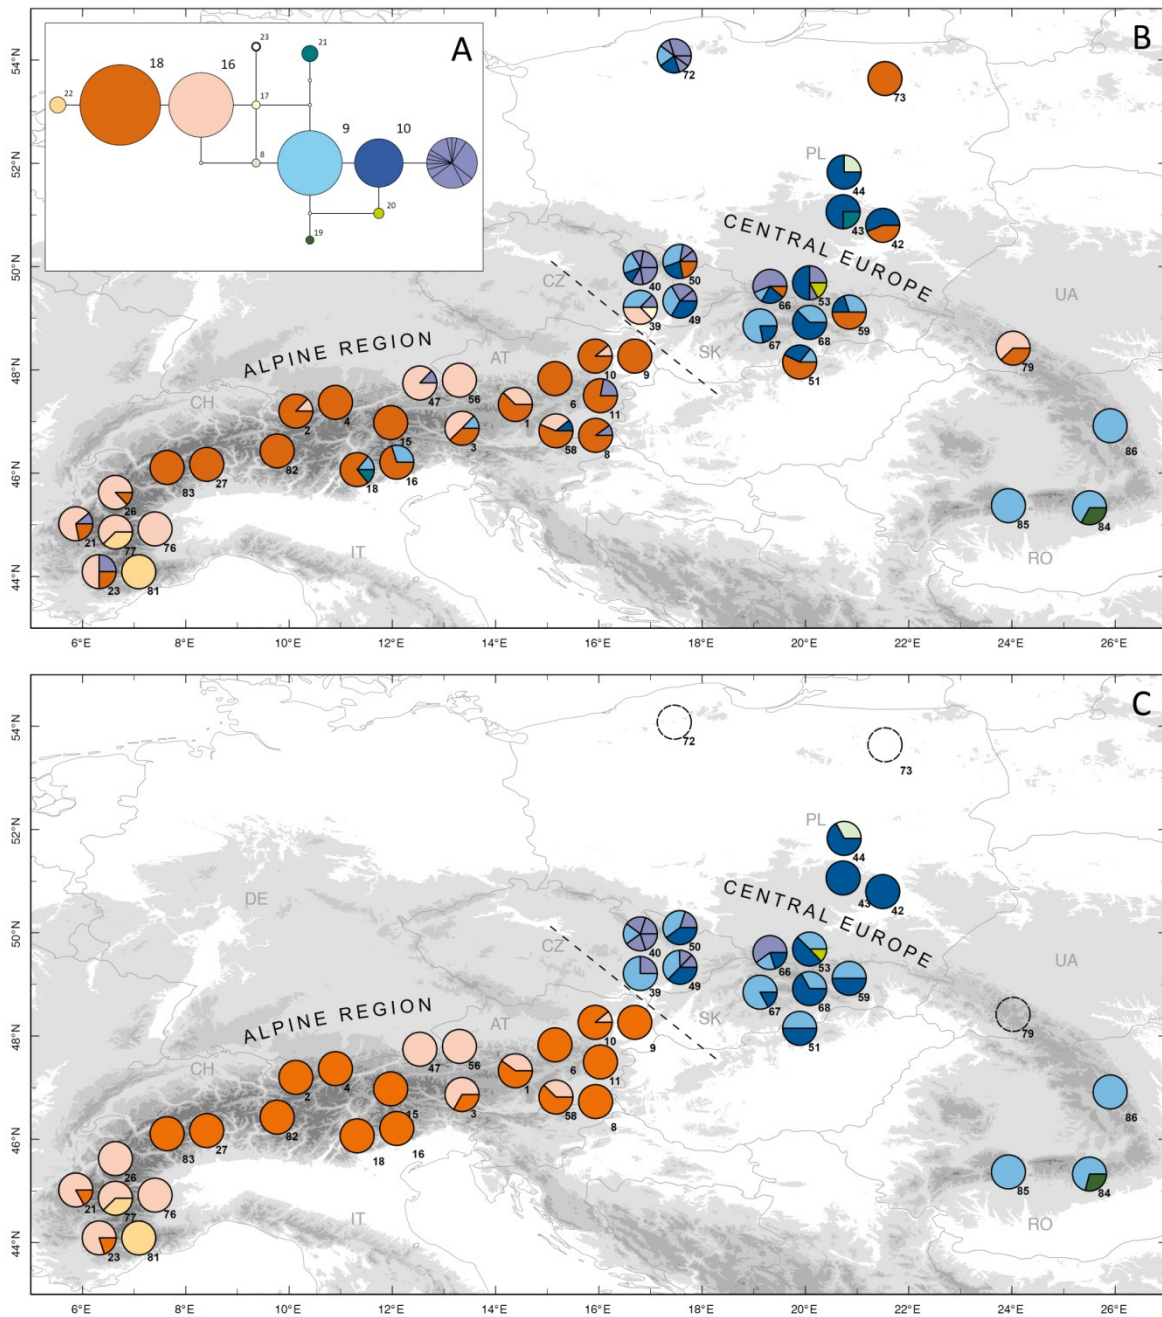 A
18
16
23
21
22
17
9
10
8
20
19
B
54°N
52°N
50°N
48°N
46°N
44°N
72
73
PL
44
43
42
CENTRAL EUROPE
CZ
40
50
39
49
66
53
67
68
59
51
SK
UA
79
86
85
84
RO
ALPINE REGION
AT
CH
10
9
47
56
6
11
2
4
15
1
3
58
8
82
18
16
83
27
26
21
77
76
23
81
IT
6°E 8°E 10°E 12°E 14°E 16°E 18°E 20°E 22°E 24°E 26°E
C
54°N
52°N
50°N
48°N
46°N
44°N
72
73
PL
44
43
42
DE
CENTRAL EUROPE
CZ
40
50
39
49
66
53
67
68
59
51
SK
UA
79
86
85
84
RO
ALPINE REGION
AT
CH
10
9
47
56
6
11
2
4
15
1
3
58
8
82
18
16
83
27
26
21
77
76
23
81
IT
6°E 8°E 10°E 12°E 14°E 16°E 18°E 20°E 22°E 24°E 26°E